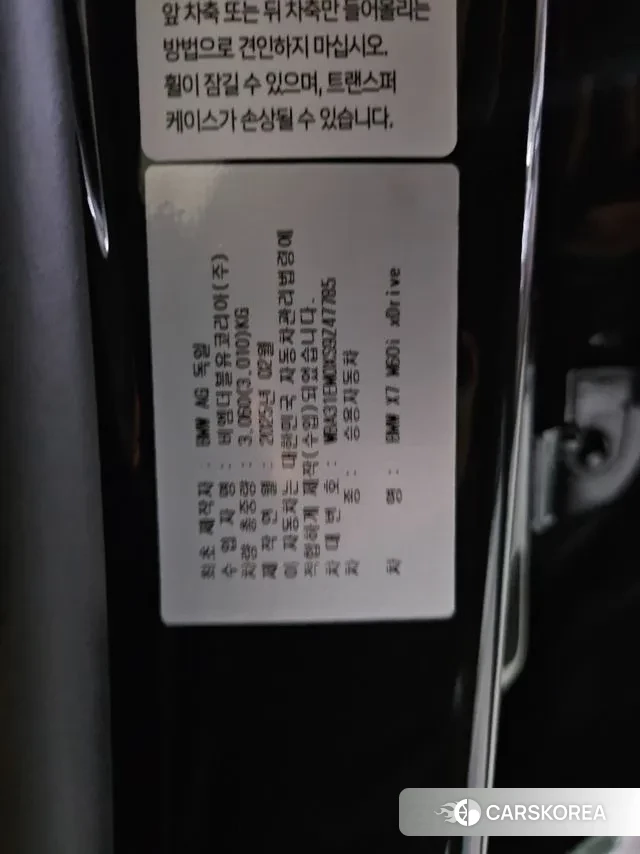 앞 차축 또는 뒤 차축만 들어올리는
방법으로 견인하지 마십시오.
휠이 잠길 수 있으며, 트랜스퍼
케이스가 손상될 수 있습니다.
최초 제작자 : BMW AG 독일
수 입 자 명 : 비엠더블유코리아(주)
차량 총중량 : 3,060(3,010)KG
제 작 연 월 : 2025년 02월
이 자동차는 대한민국 자동차관리법령에
적합하게 제작(수입)되었습니다.
차 대 번 호 :
차 종 : 승용자동차
차 명 : BMW X7 M60i xDrive
CARSKOREA